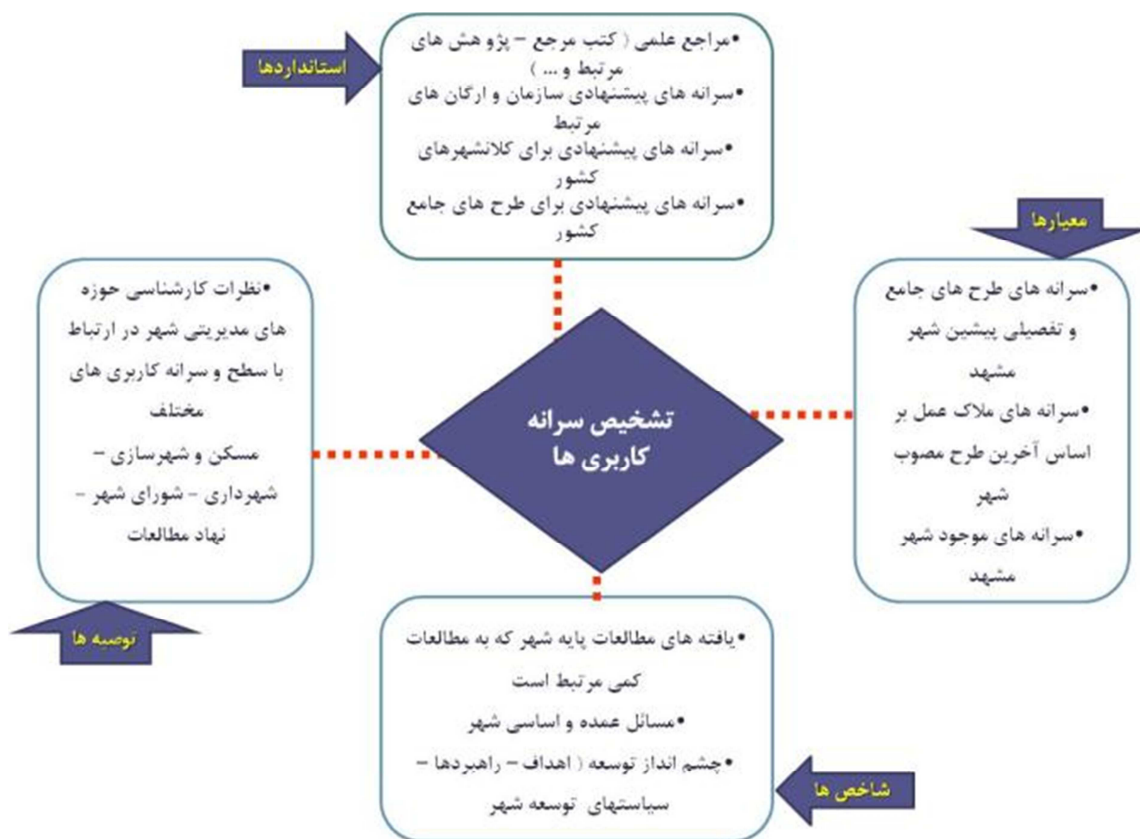 استانداردها
•مراجع علمی ( کتب مرجع – پژوهش های
مرتبط و ... )
•سرانه های پیشنهادی سازمان و ارگان های
مرتبط
•سرانه های پیشنهادی برای کلانشهرهای
کشور
•سرانه های پیشنهادی برای طرح های جامع
کشور
معیارها
•سرانه های طرح های جامع
و تفصیلی پیشین شهر
مشهد
•سرانه های ملاک عمل بر
اساس آخرین طرح مصوب
شهر
•سرانه های موجود شهر
مشهد
تشخیص سرانه
کاربری ها
•نظرات کارشناسی حوزه
های مدیریتی شهر در ارتباط
با سطح و سرانه کاربری های
مختلف
مسکن و شهرسازی –
شهرداری – شورای شهر –
نهاد مطالعات
توصیه ها
•یافته های مطالعات پایه شهر که به مطالعات
کمی مرتبط است
•مسائل عمده و اساسی شهر
•چشم انداز توسعه ( اهداف – راهبردها –
سیاستهای توسعه شهر
شاخص ها